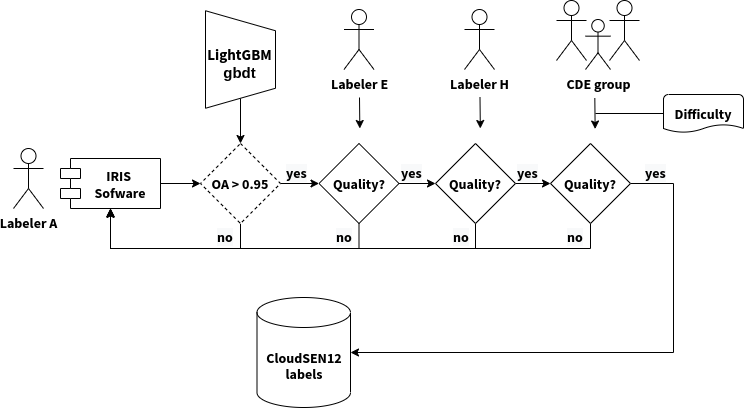 LightGBM
gbdt
Labeler E
Labeler H
CDE group
Difficulty
Labeler A
IRIS
Sofware
OA > 0.95
yes
Quality?
yes
Quality?
yes
Quality?
yes
no
no
no
no
CloudSEN12
labels